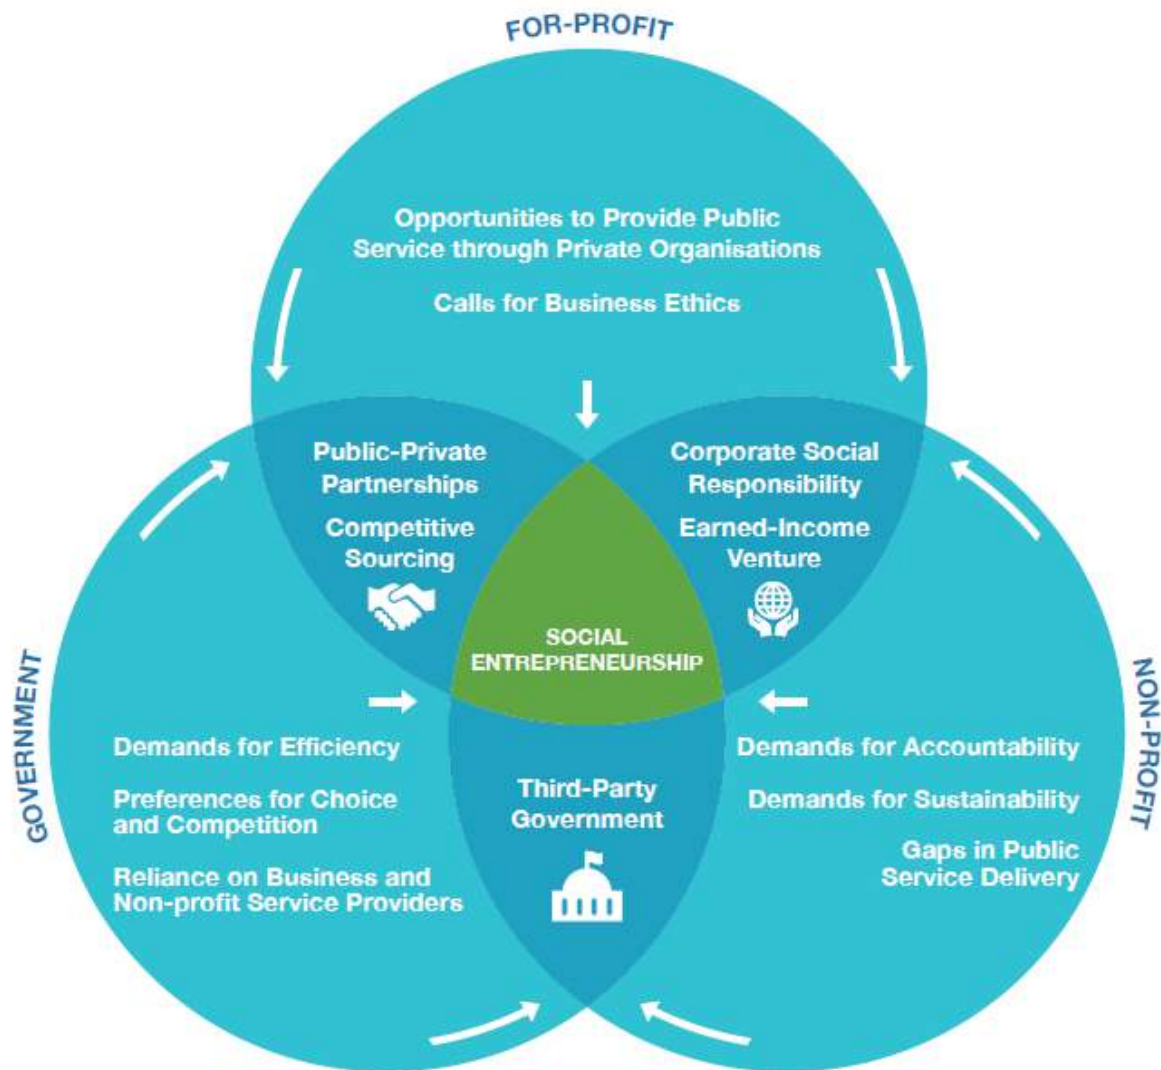 FOR-PROFIT
Opportunities to Provide Public
Service through Private Organisations
Calls for Business Ethics
Public-Private
Partnerships
Competitive
Sourcing
Corporate Social
Responsibility
Earned-Income
Venture
SOCIAL
ENTREPRENEURSHIP
GOVERNMENT
Demands for Efficiency
Preferences for Choice
and Competition
Reliance on Business and
Non-profit Service Providers
Third-Party
Government
NON-PROFIT
Demands for Accountability
Demands for Sustainability
Gaps in Public
Service Delivery